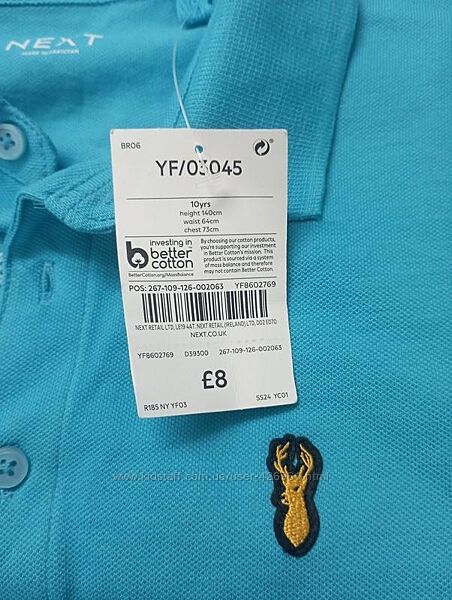 NEXT
MADE IN PAKISTAN
BR06
YF/03045
10yrs
height 140cm
waist 64cm
chest 73cm
investing in
better
cotton
BetterCotton.org/MassBalance
By choosing our cotton products,
you're supporting our investment
in Better Cotton's mission. This
product is sourced via a system
of mass balance and therefore
may not contain Better Cotton.
POS: 267-109-126-002063 YF8602769
NEXT RETAIL LTD, LE19 4AT. NEXT RETAIL (IRELAND) LTD, D02 ED70
NEXT.CO.UK
YF8602769 D39300 267-109-126-002063
£8
R185 NY YF03 SS24 YC01